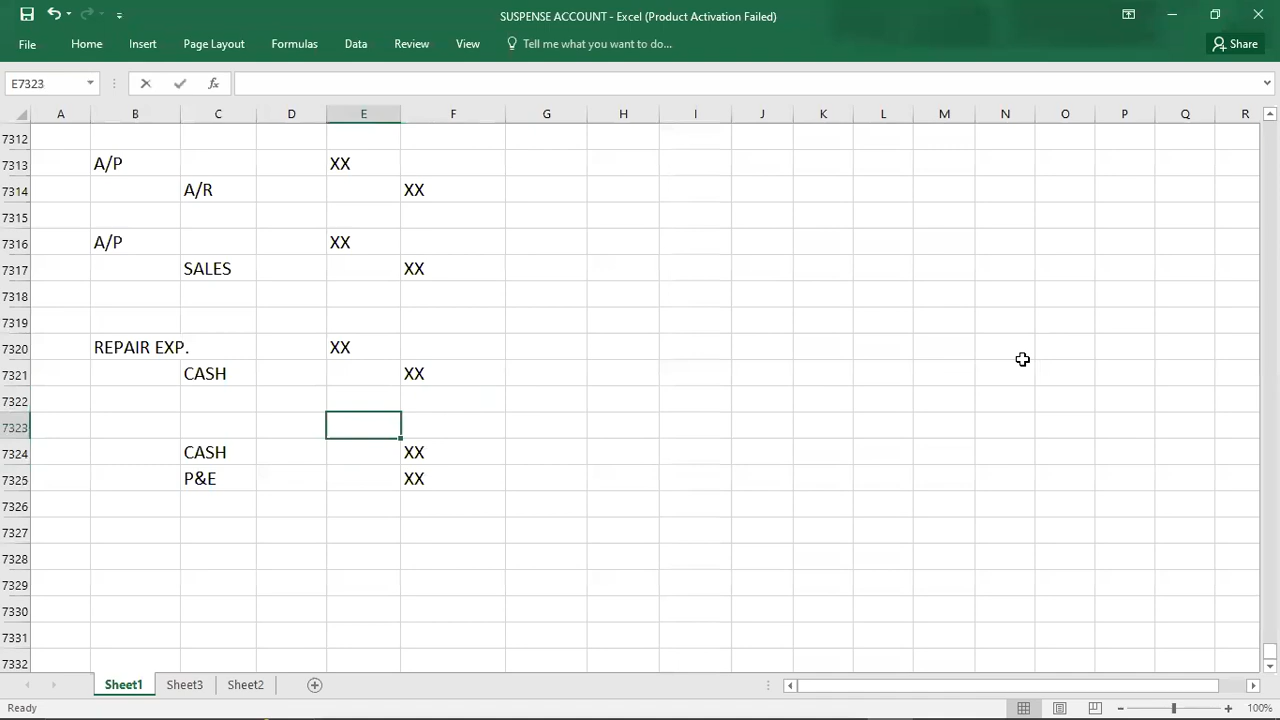 SUSPENSE ACCOUNT - Excel (Product Activation Failed)
File Home Insert Page Layout Formulas Data Review View Tell me what you want to do... Share
E7323 fx
A B C D E F G H I J K L M N O P Q R
7312
7313 A/P XX
7314 A/R XX
7315
7316 A/P XX
7317 SALES XX
7318
7319
7320 REPAIR EXP. XX
7321 CASH XX
7322
7323
7324 CASH XX
7325 P&E XX
7326
7327
7328
7329
7330
7331
7332
Sheet1 Sheet3 Sheet2
Ready 100%